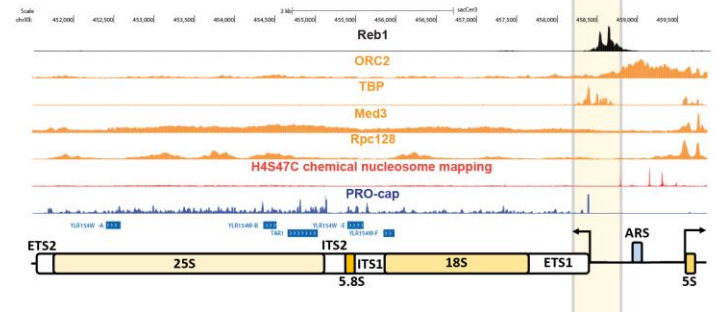 Scale 2 kb sacCer3
chrXII: 452,000 452,500 453,000 453,500 454,000 454,500 455,000 455,500 456,000 456,500 457,000 457,500 458,000 458,500 459,000 459,500
Reb1
ORC2
TBP
Med3
Rpc128
H4S47C chemical nucleosome mapping
PRO-cap
YLR154W-A YLR154W-B YLR154W-E
TAR1 YLR154W-F
ETS2 ITS2 ARS
25S ITS1 18S ETS1
5.8S 5S